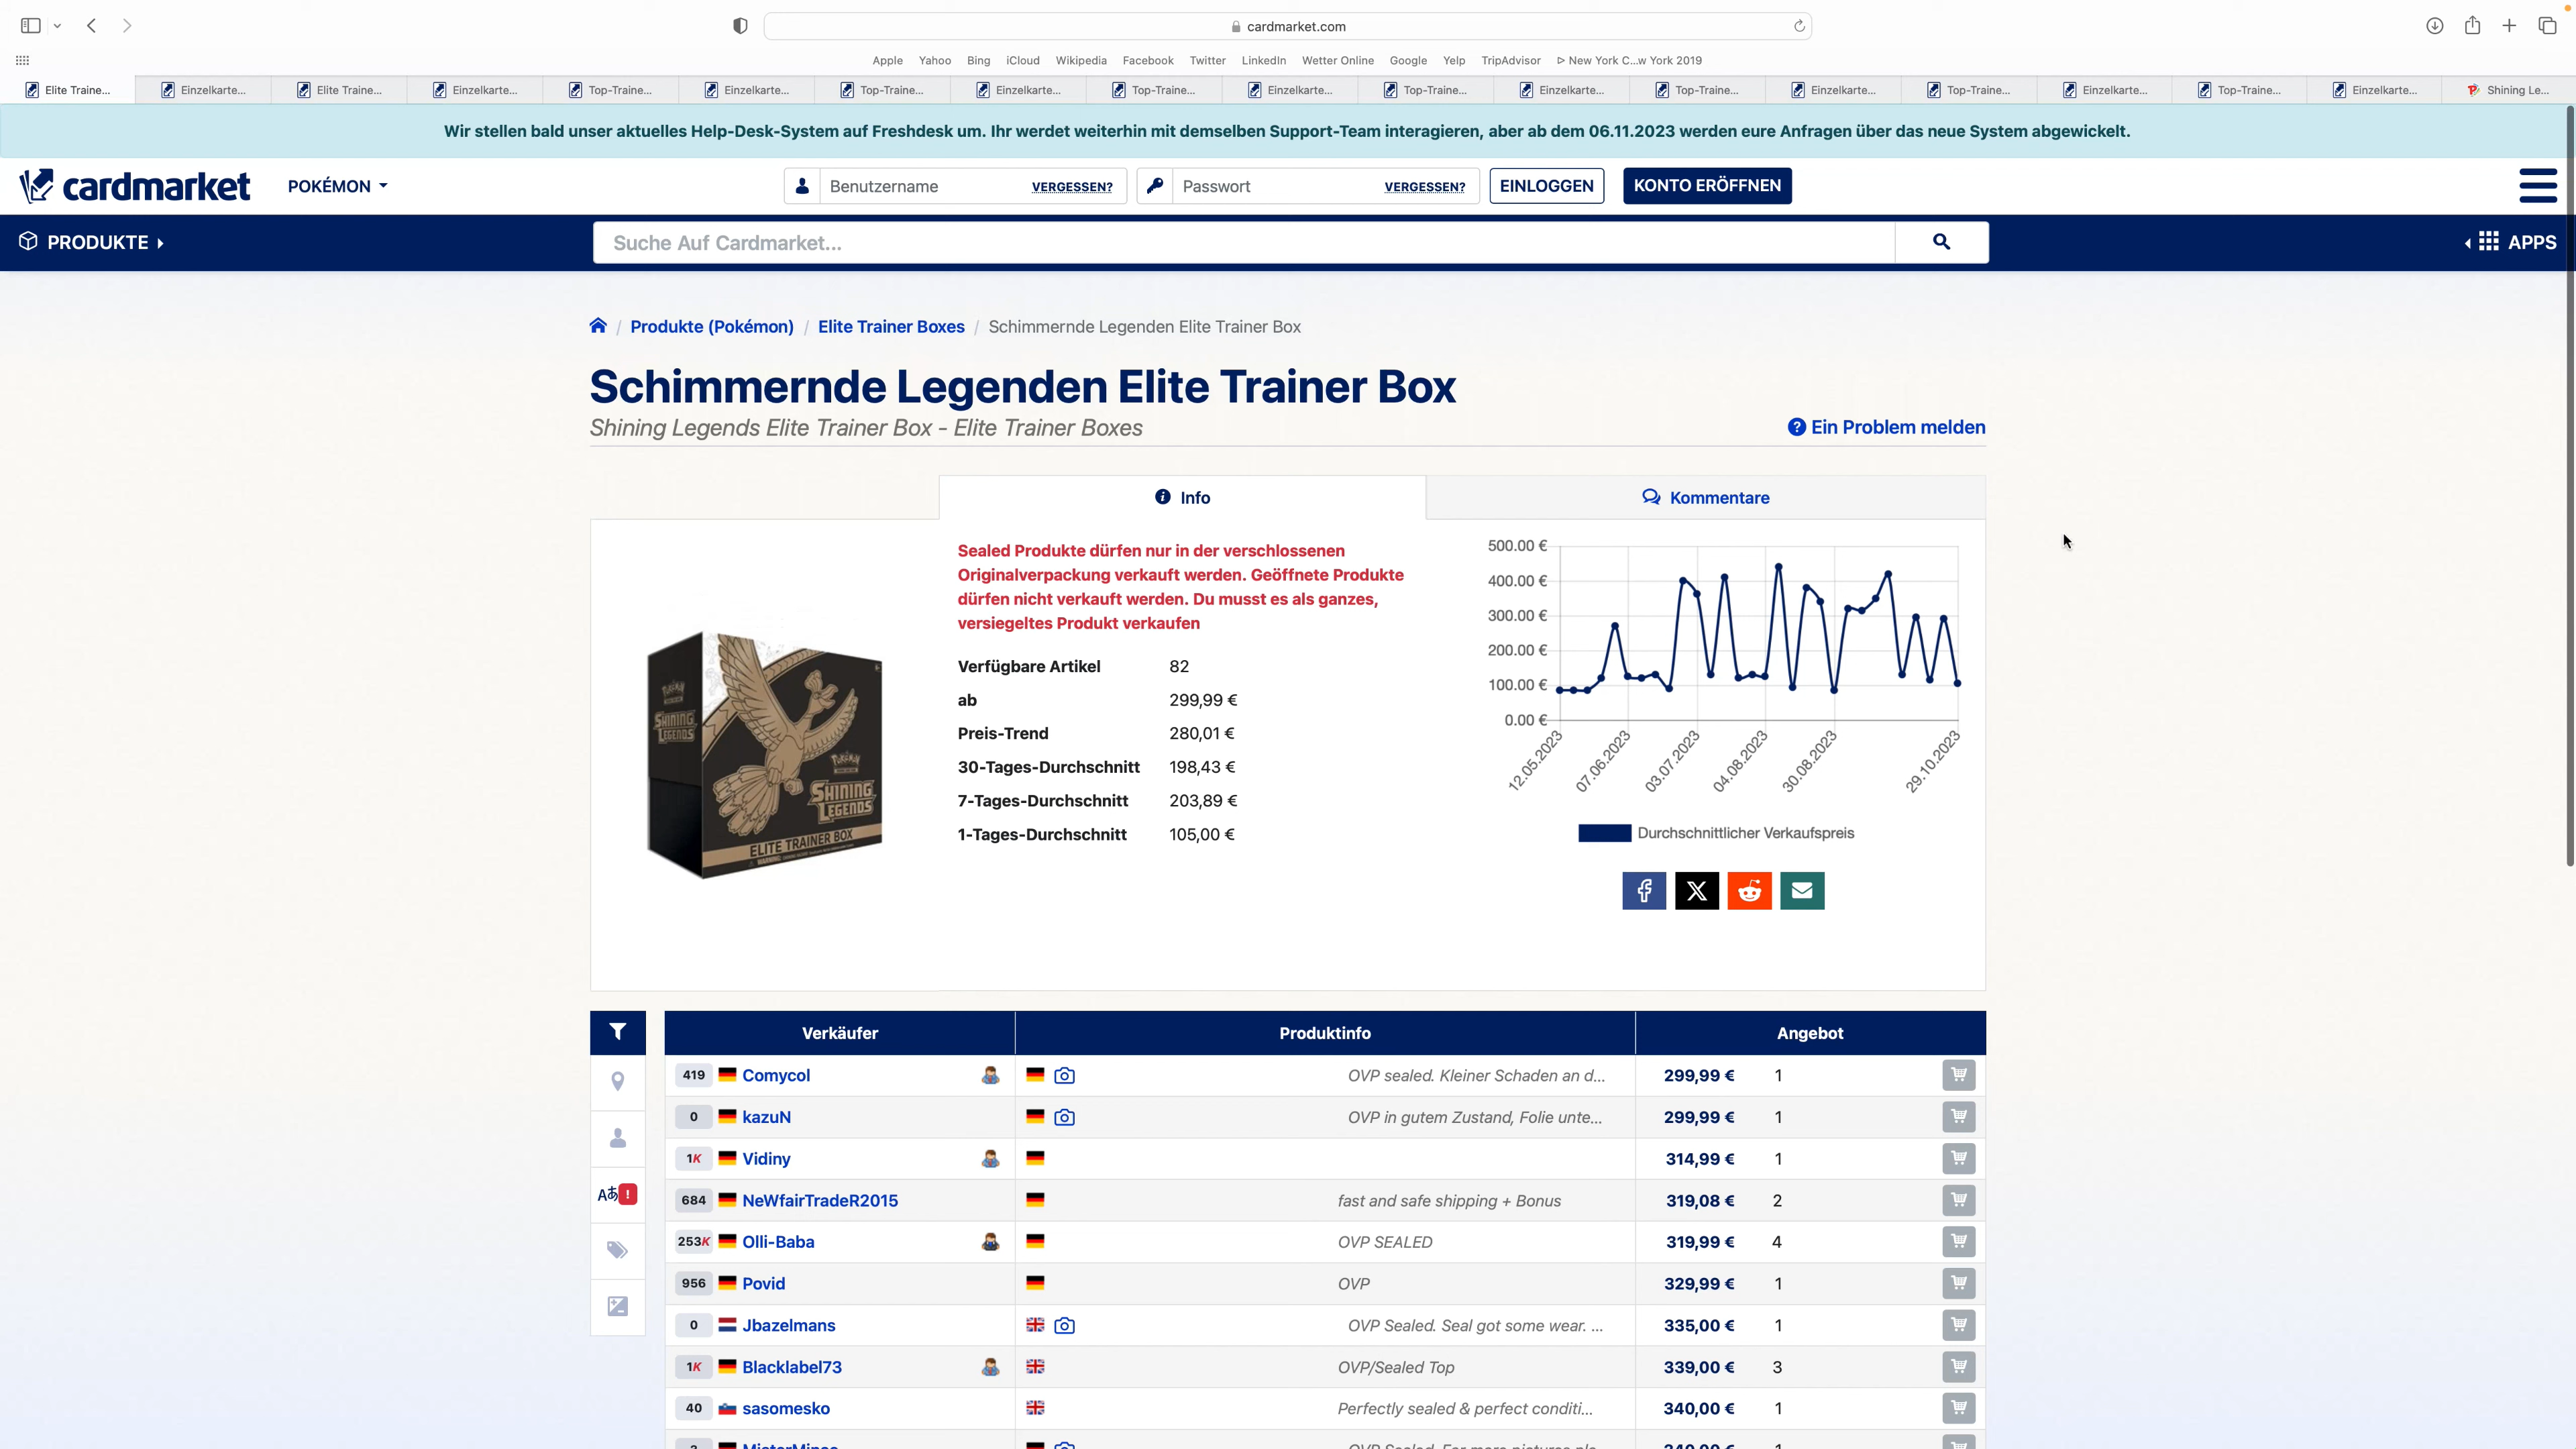 cardmarket.com
Apple Yahoo Bing iCloud Wikipedia Facebook Twitter LinkedIn Wetter Online Google Yelp TripAdvisor ⊳ New York C...w York 2019
Elite Traine... Einzelkarte... Elite Traine... Einzelkarte... Top-Traine... Einzelkarte... Top-Traine... Einzelkarte... Top-Traine... Einzelkarte... Top-Traine... Einzelkarte... Top-Traine... Einzelkarte... Top-Traine... Einzelkarte... Top-Traine... Einzelkarte... Shining Le...
Wir stellen bald unser aktuelles Help-Desk-System auf Freshdesk um. Ihr werdet weiterhin mit demselben Support-Team interagieren, aber ab dem 06.11.2023 werden eure Anfragen über das neue System abgewickelt.
cardmarket POKÉMON Benutzername VERGESSEN? Passwort VERGESSEN? EINLOGGEN KONTO ERÖFFNEN
PRODUKTE Suche Auf Cardmarket... APPS
/ Produkte (Pokémon) / Elite Trainer Boxes / Schimmernde Legenden Elite Trainer Box
Schimmernde Legenden Elite Trainer Box
Shining Legends Elite Trainer Box - Elite Trainer Boxes
Ein Problem melden
Info
Kommentare
Sealed Produkte dürfen nur in der verschlossenen
Originalverpackung verkauft werden. Geöffnete Produkte
dürfen nicht verkauft werden. Du musst es als ganzes,
versiegeltes Produkt verkaufen
Verfügbare Artikel 82
ab 299,99 €
Preis-Trend 280,01 €
30-Tages-Durchschnitt 198,43 €
7-Tages-Durchschnitt 203,89 €
1-Tages-Durchschnitt 105,00 €
SHINING
LEGENDS
SHINING
LEGENDS
ELITE TRAINER BOX
500.00 €
400.00 €
300.00 €
200.00 €
100.00 €
0.00 €
12.05.2023 07.06.2023 03.07.2023 04.08.2023 30.08.2023 29.10.2023
Durchschnittlicher Verkaufspreis
Verkäufer Produktinfo Angebot
419 Comycol OVP sealed. Kleiner Schaden an d... 299,99 € 1
0 kazuN OVP in gutem Zustand, Folie unte... 299,99 € 1
1K Vidiny 314,99 € 1
684 NeWfairTradeR2015 fast and safe shipping + Bonus 319,08 € 2
253K Olli-Baba OVP SEALED 319,99 € 4
956 Povid OVP 329,99 € 1
0 Jbazelmans OVP Sealed. Seal got some wear. ... 335,00 € 1
1K Blacklabel73 OVP/Sealed Top 339,00 € 3
40 sasomesko Perfectly sealed & perfect conditi... 340,00 € 1
Aあ !